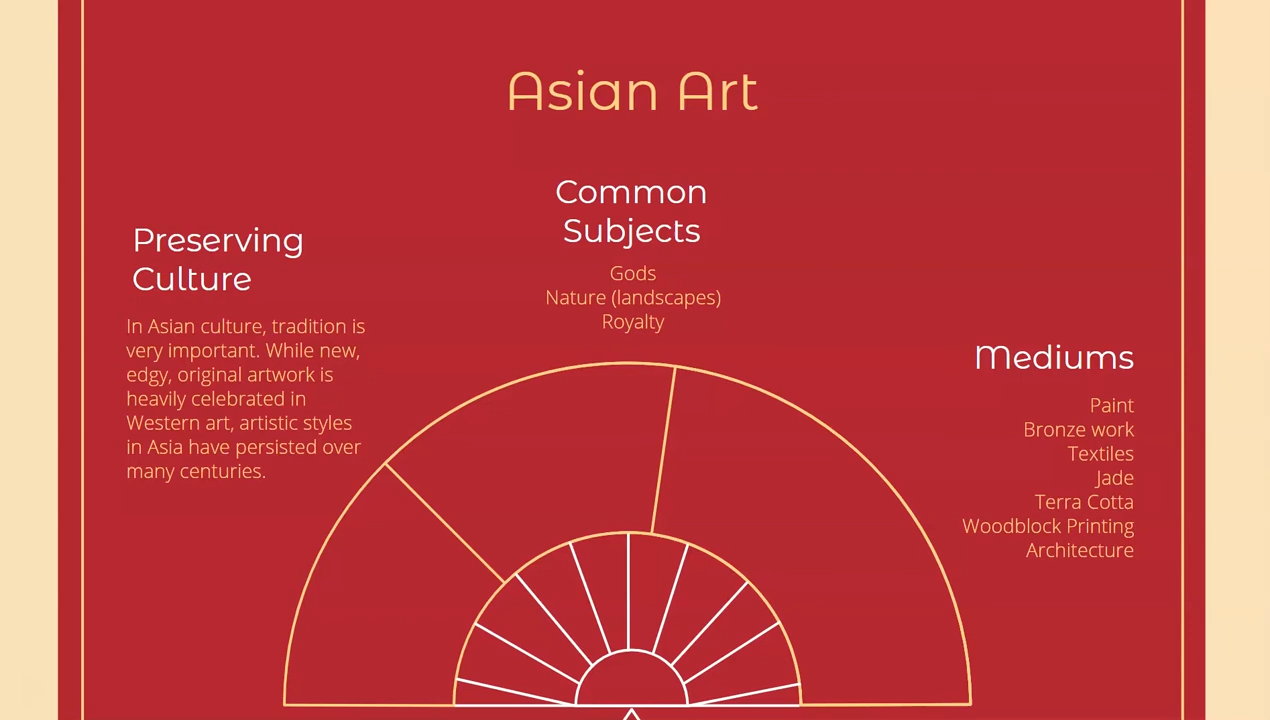 Asian Art
Common
Subjects
Gods
Nature (landscapes)
Royalty
Preserving
Culture
In Asian culture, tradition is
very important. While new,
edgy, original artwork is
heavily celebrated in
Western art, artistic styles
in Asia have persisted over
many centuries.
Mediums
Paint
Bronze work
Textiles
Jade
Terra Cotta
Woodblock Printing
Architecture